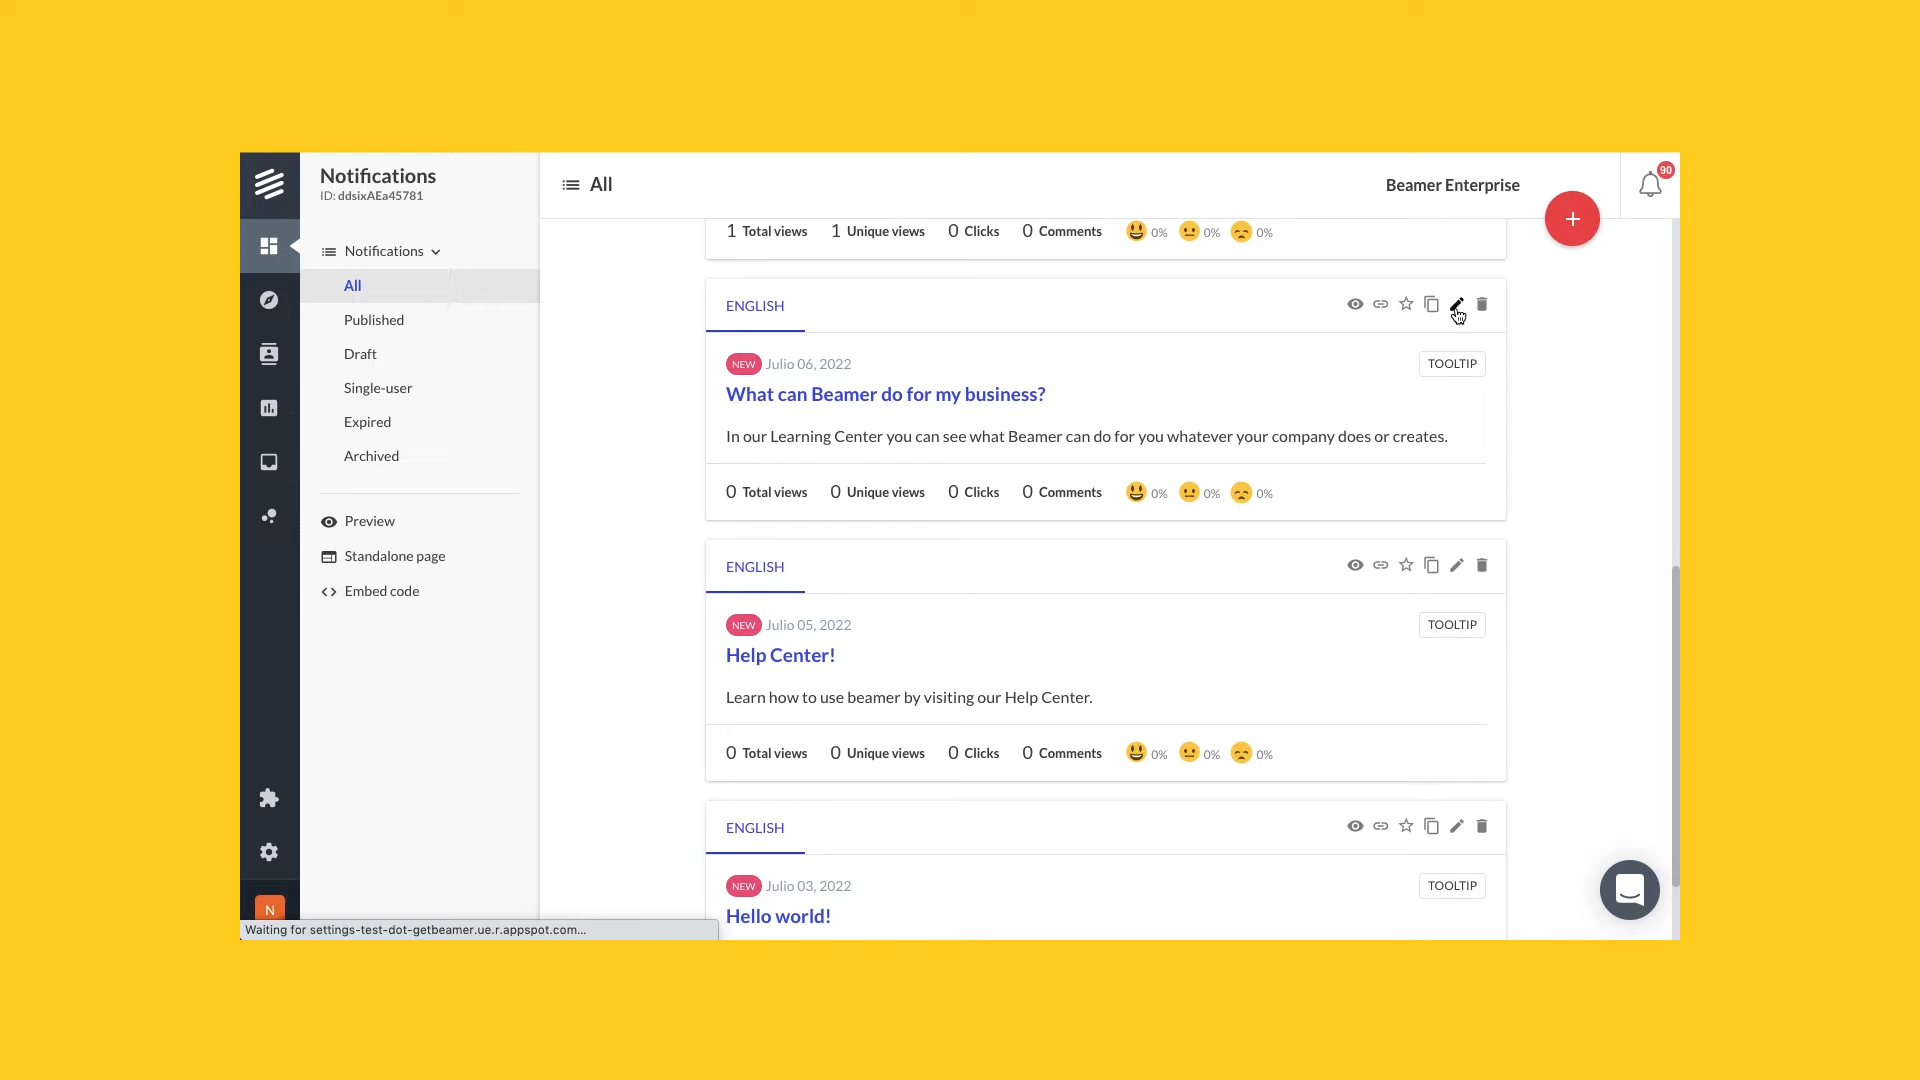 Notifications
ID: ddsixAEa45781
Notifications
All
Published
Draft
Single-user
Expired
Archived
Preview
Standalone page
Embed code
N
Waiting for settings-test-dot-getbeamer.ue.r.appspot.com...
All
Beamer Enterprise
90
+
1 Total views 1 Unique views 0 Clicks 0 Comments 0% 0% 0%
ENGLISH
NEW Julio 06, 2022
TOOLTIP
What can Beamer do for my business?
In our Learning Center you can see what Beamer can do for you whatever your company does or creates.
0 Total views 0 Unique views 0 Clicks 0 Comments 0% 0% 0%
ENGLISH
NEW Julio 05, 2022
TOOLTIP
Help Center!
Learn how to use beamer by visiting our Help Center.
0 Total views 0 Unique views 0 Clicks 0 Comments 0% 0% 0%
ENGLISH
NEW Julio 03, 2022
TOOLTIP
Hello world!